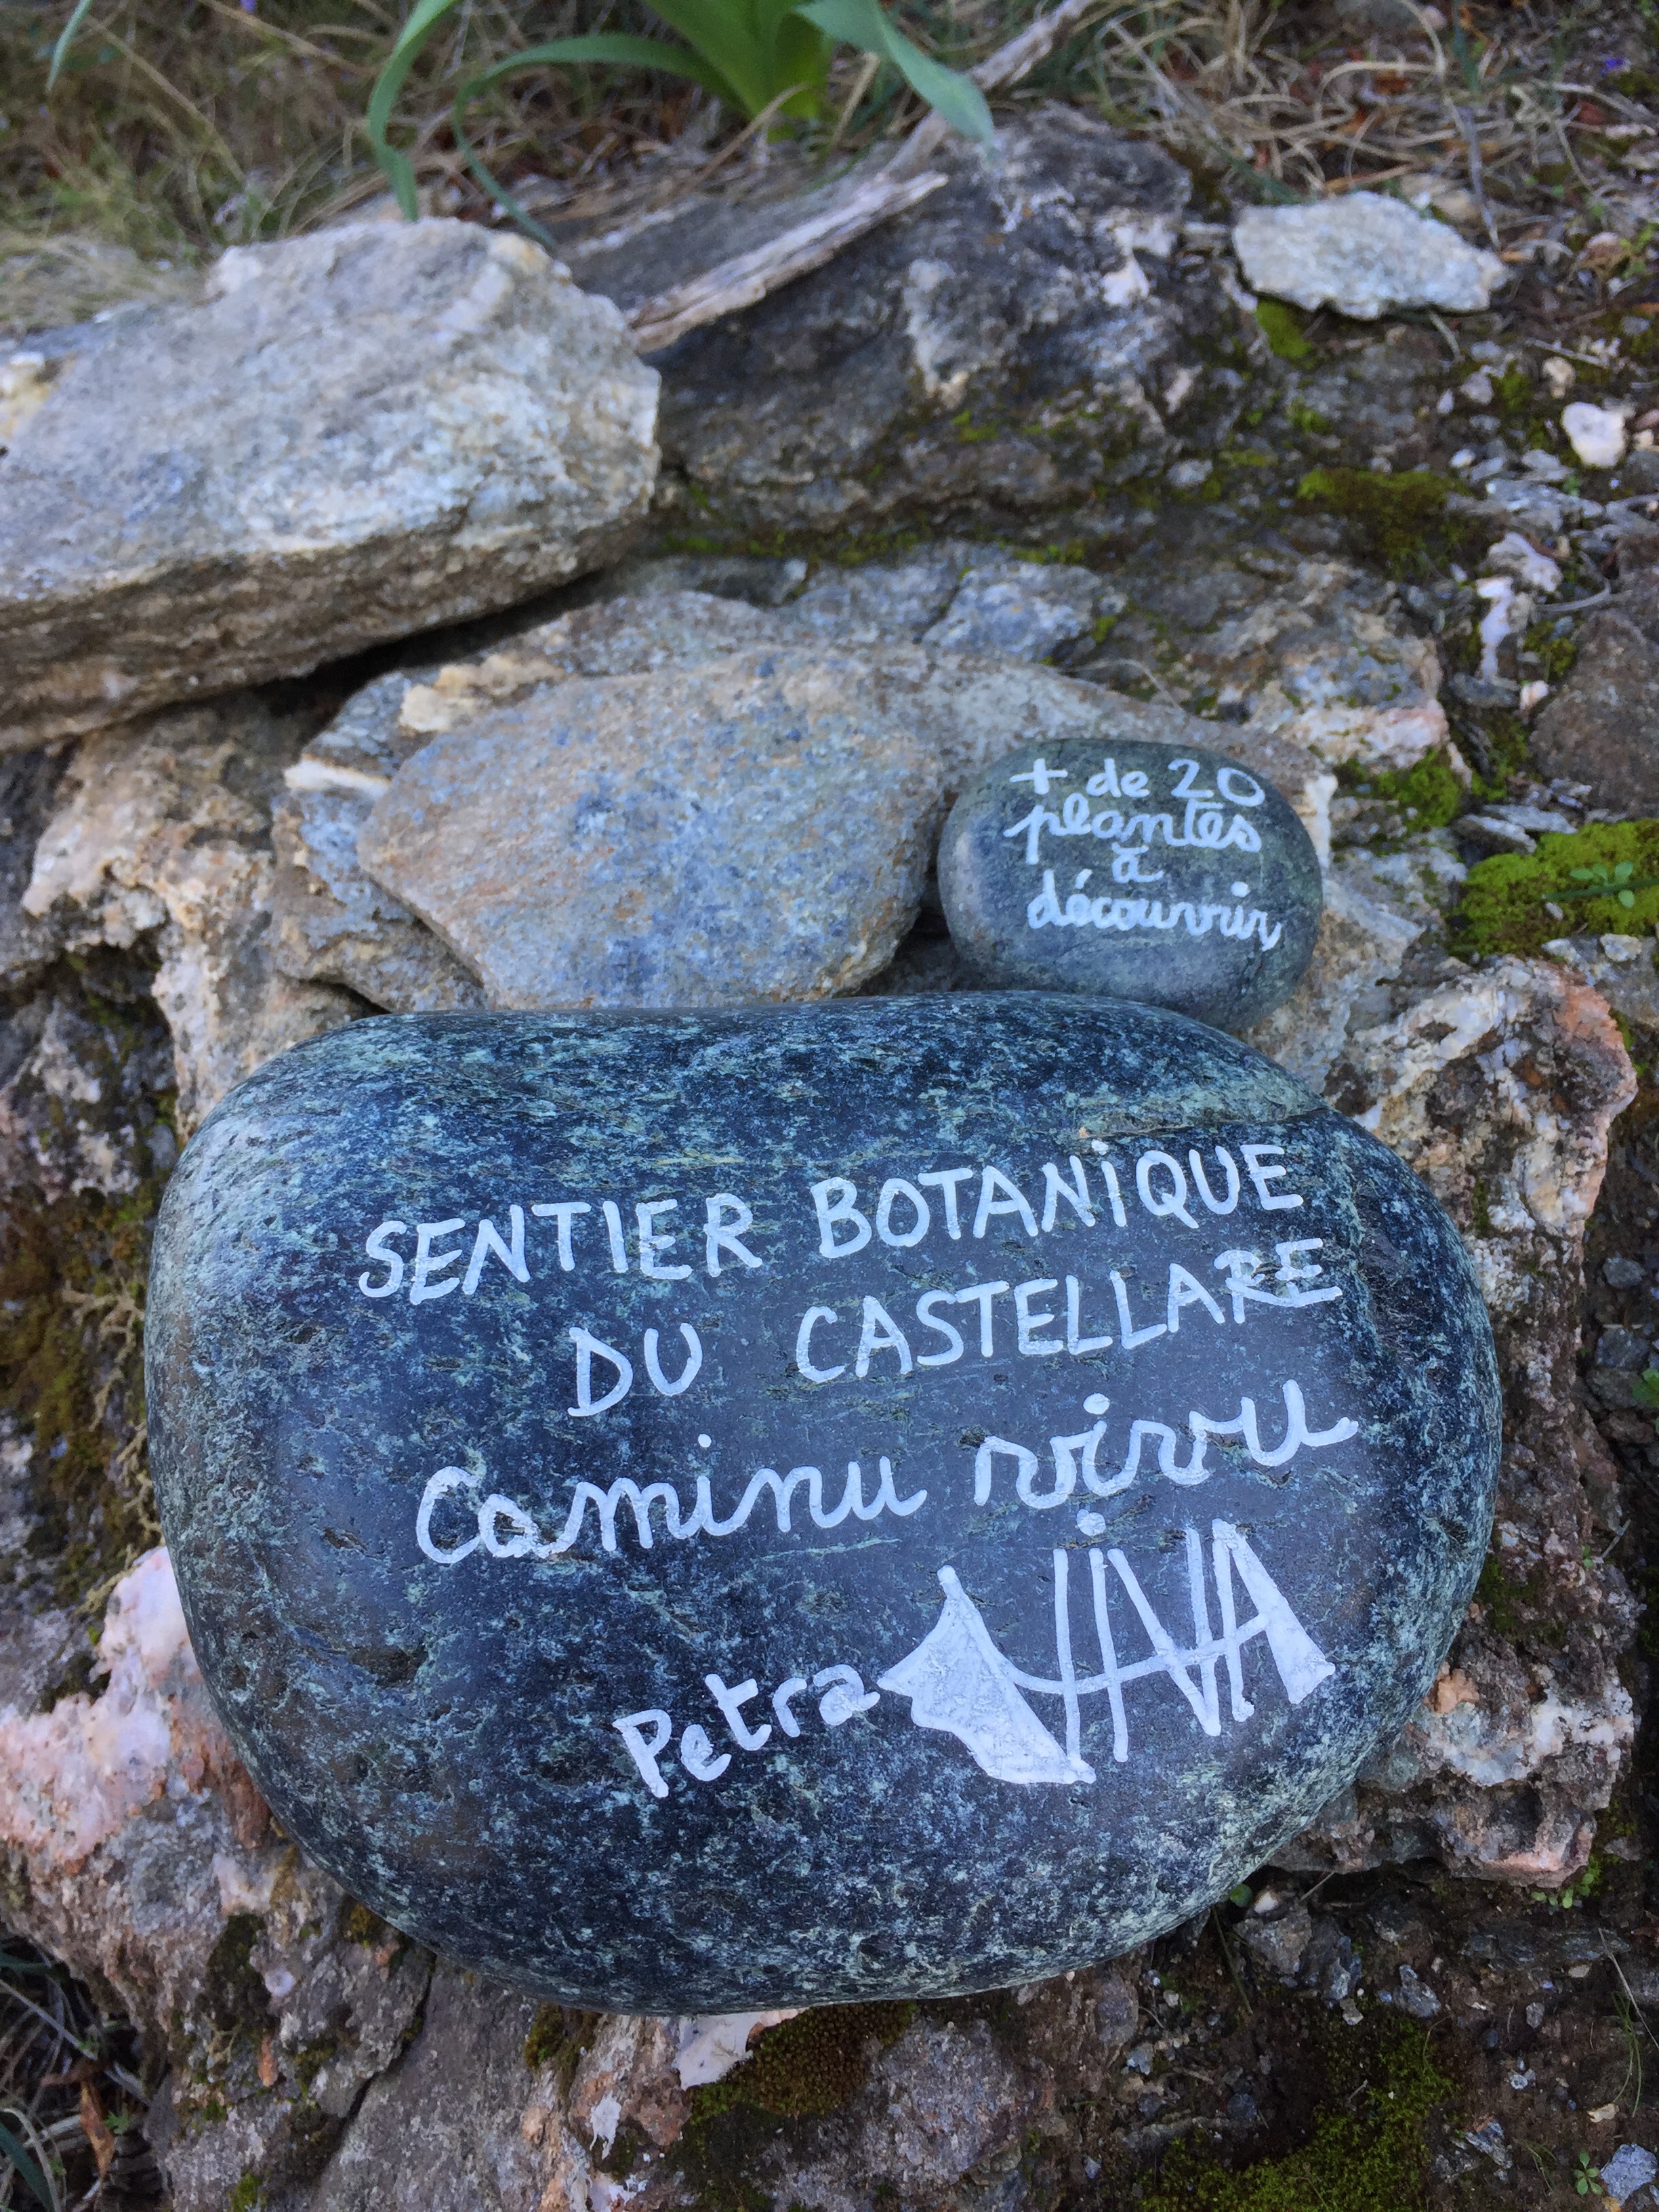 + de 20
plantes
à
découvrir
SENTIER BOTANIQUE
DU CASTELLARE
Caminu vivu
Petra VIVA